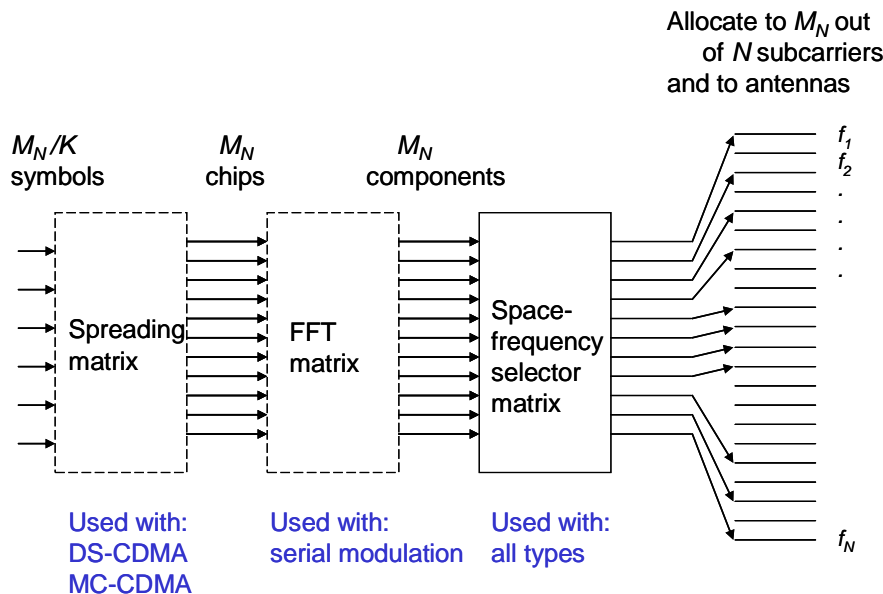 Allocate to M_N out
of N subcarriers
and to antennas
M_N /K
symbols
M_N
chips
M_N
components
f_1
f_2
.
.
.
.
Spreading
matrix
FFT
matrix
Space-
frequency
selector
matrix
f_N
Used with:
DS-CDMA
MC-CDMA
Used with:
serial modulation
Used with:
all types